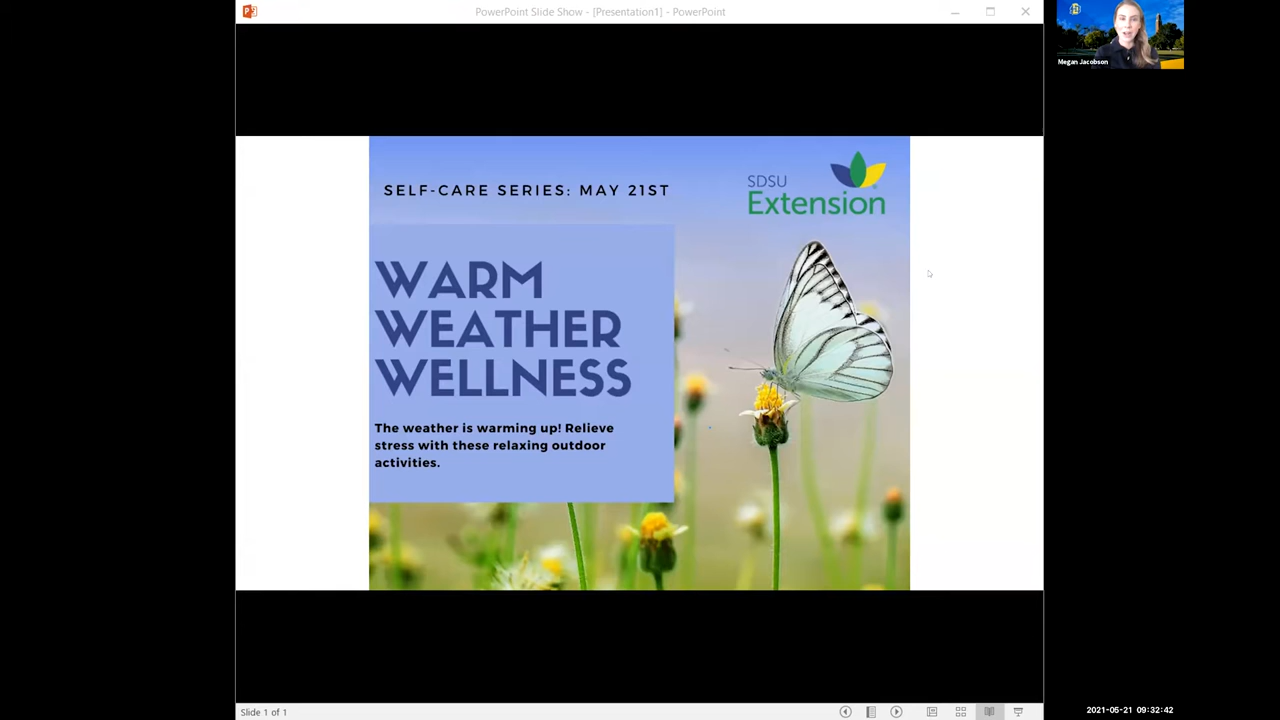 PowerPoint Slide Show - [Presentation1] - PowerPoint
Megan Jacobson
SELF-CARE SERIES: MAY 21ST
SDSU
Extension
WARM
WEATHER
WELLNESS
The weather is warming up! Relieve
stress with these relaxing outdoor
activities.
Slide 1 of 1
2021-05-21 09:32:42